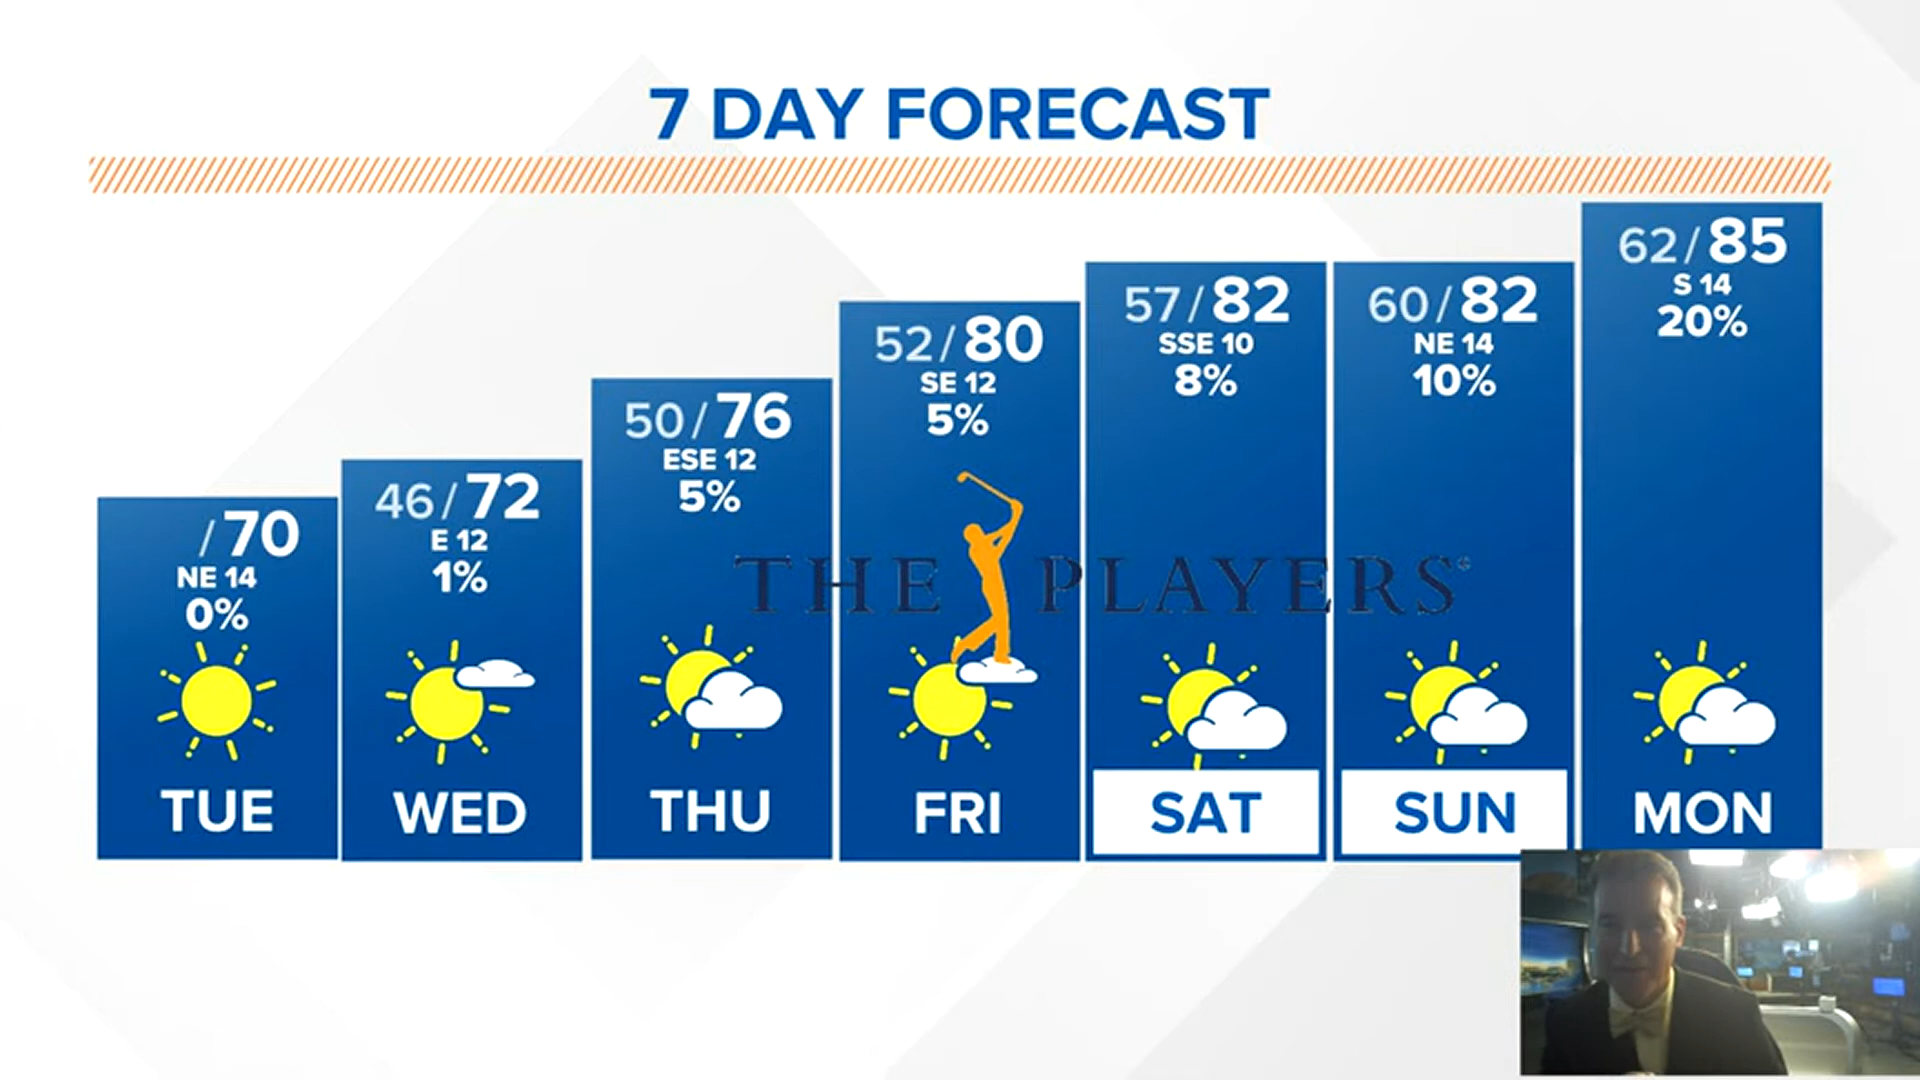 7 DAY FORECAST
/70
NE 14
0%
TUE
46/72
E 12
1%
WED
50/76
ESE 12
5%
THU
52/80
SE 12
5%
FRI
57/82
SSE 10
8%
SAT
60/82
NE 14
10%
SUN
62/85
S 14
20%
MON
THE PLAYERS®